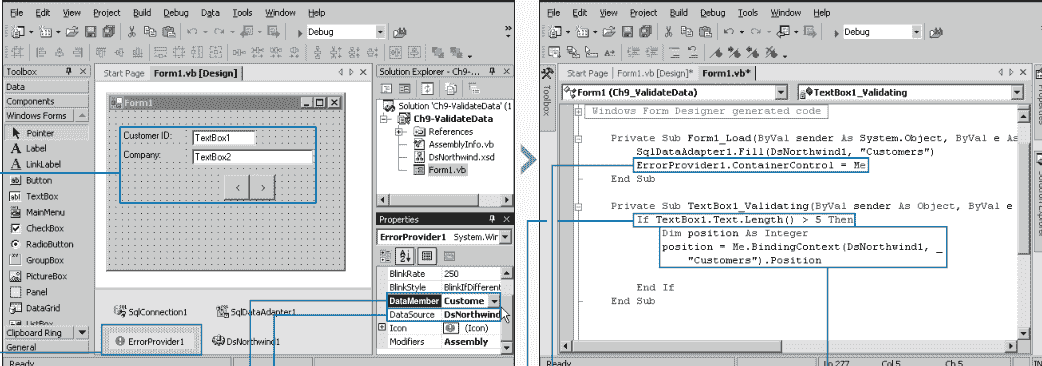 File Edit View Project Build Debug Data Tools Window Help
Debug
Toolbox
Data
Components
Windows Forms
Pointer
Label
LinkLabel
Button
TextBox
MainMenu
CheckBox
RadioButton
GroupBox
PictureBox
Panel
DataGrid
ListBox
Clipboard Ring
General
Ready
Start Page Form1.vb [Design]
Form1
Customer ID: TextBox1
Company: TextBox2
< >
SqlConnection1 SqlDataAdapter1
ErrorProvider1 DsNorthwind1
Solution Explorer - Ch9-...
Solution 'Ch9-ValidateData' (1
Ch9-ValidateData
References
AssemblyInfo.vb
DsNorthwind.xsd
Form1.vb
Properties
ErrorProvider1 System.Wir
BlinkRate 250
BlinkStyle BlinkIfDifferent
DataMember Custome
DataSource DsNorthwind
Icon (Icon)
Modifiers Assembly
File Edit View Project Build Debug Tools Window Help
Debug
Toolbox
Start Page Form1.vb [Design]* Form1.vb*
Form1 (Ch9_ValidateData) TextBox1_Validating
Windows Form Designer generated code
Private Sub Form1_Load(ByVal sender As System.Object, ByVal e As
SqlDataAdapter1.Fill(DsNorthwind1, "Customers")
ErrorProvider1.ContainerControl = Me
End Sub
Private Sub TextBox1_Validating(ByVal sender As Object, ByVal e
If TextBox1.Text.Length() > 5 Then
Dim position As Integer
position = Me.BindingContext(DsNorthwind1, _
"Customers").Position
End If
End Sub
Ready Ln 277 Col 5 Ch 5 IN